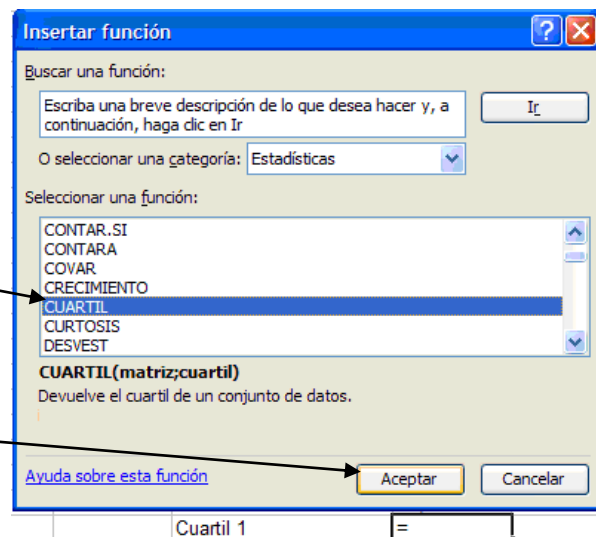 Insertar función
Buscar una función:
Escriba una breve descripción de lo que desea hacer y, a
continuación, haga clic en Ir
Ir
O seleccionar una categoría: Estadísticas
Seleccionar una función:
CONTAR.SI
CONTARA
COVAR
CRECIMIENTO
CUARTIL
CURTOSIS
DESVEST
CUARTIL(matriz;cuartil)
Devuelve el cuartil de un conjunto de datos.
Ayuda sobre esta función
Aceptar
Cancelar
Cuartil 1
=